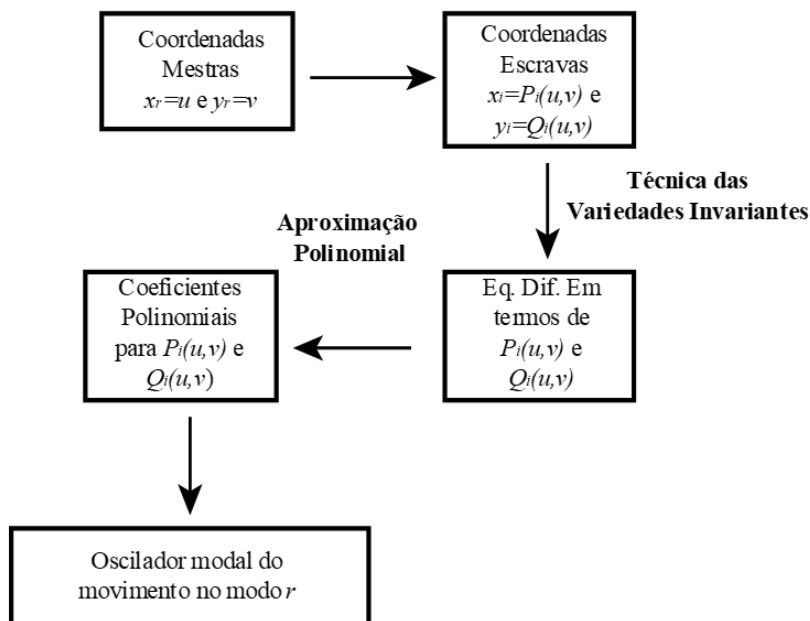 Coordenadas
Mestras
xr=u e yr=v
Coordenadas
Escravas
xi=Pi(u,v) e
yi=Qi(u,v)
Técnica das
Variedades Invariantes
Aproximação
Polinomial
Eq. Dif. Em
termos de
Pi(u,v) e
Qi(u,v)
Coeficientes
Polinomiais
para Pi(u,v) e
Qi(u,v)
Oscilador modal do
movimento no modo r